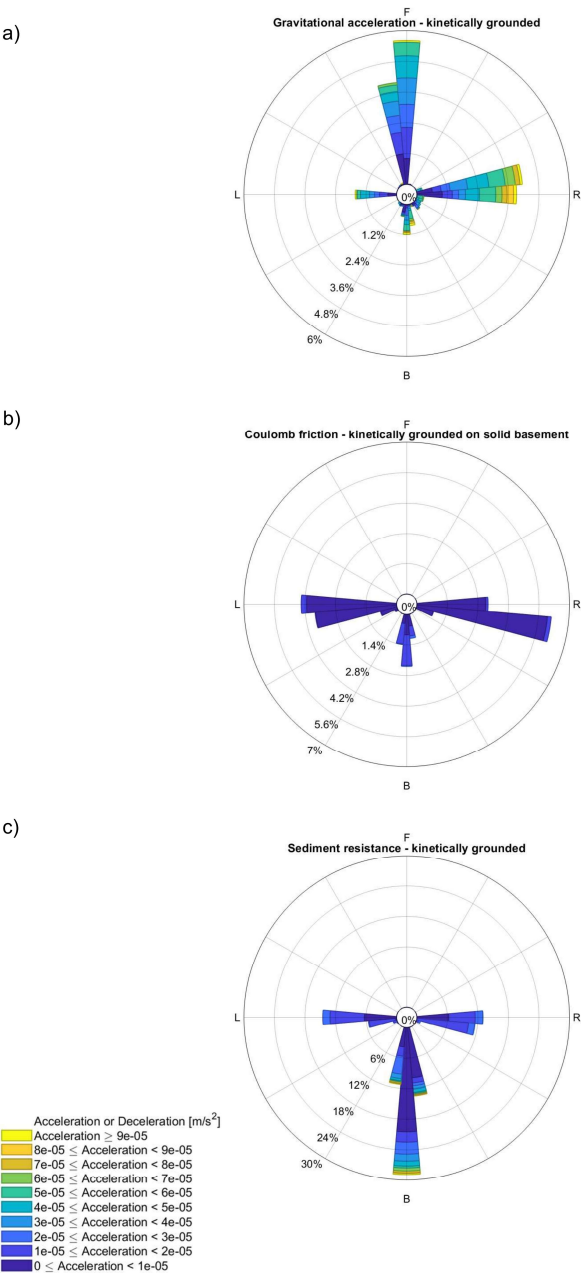 a)
F
Gravitational acceleration - kinetically grounded
L
0%
R
1.2%
2.4%
3.6%
4.8%
6%
B
b)
F
Coulomb friction - kinetically grounded on solid basement
L
0%
R
1.4%
2.8%
4.2%
5.6%
7%
B
c)
F
Sediment resistance - kinetically grounded
L
0%
R
6%
12%
18%
24%
30%
B
Acceleration or Deceleration [m/s²]
Acceleration ≥ 9e-05
8e-05 ≤ Acceleration < 9e-05
7e-05 ≤ Acceleration < 8e-05
6e-05 ≤ Acceleration < 7e-05
5e-05 ≤ Acceleration < 6e-05
4e-05 ≤ Acceleration < 5e-05
3e-05 ≤ Acceleration < 4e-05
2e-05 ≤ Acceleration < 3e-05
1e-05 ≤ Acceleration < 2e-05
0 ≤ Acceleration < 1e-05